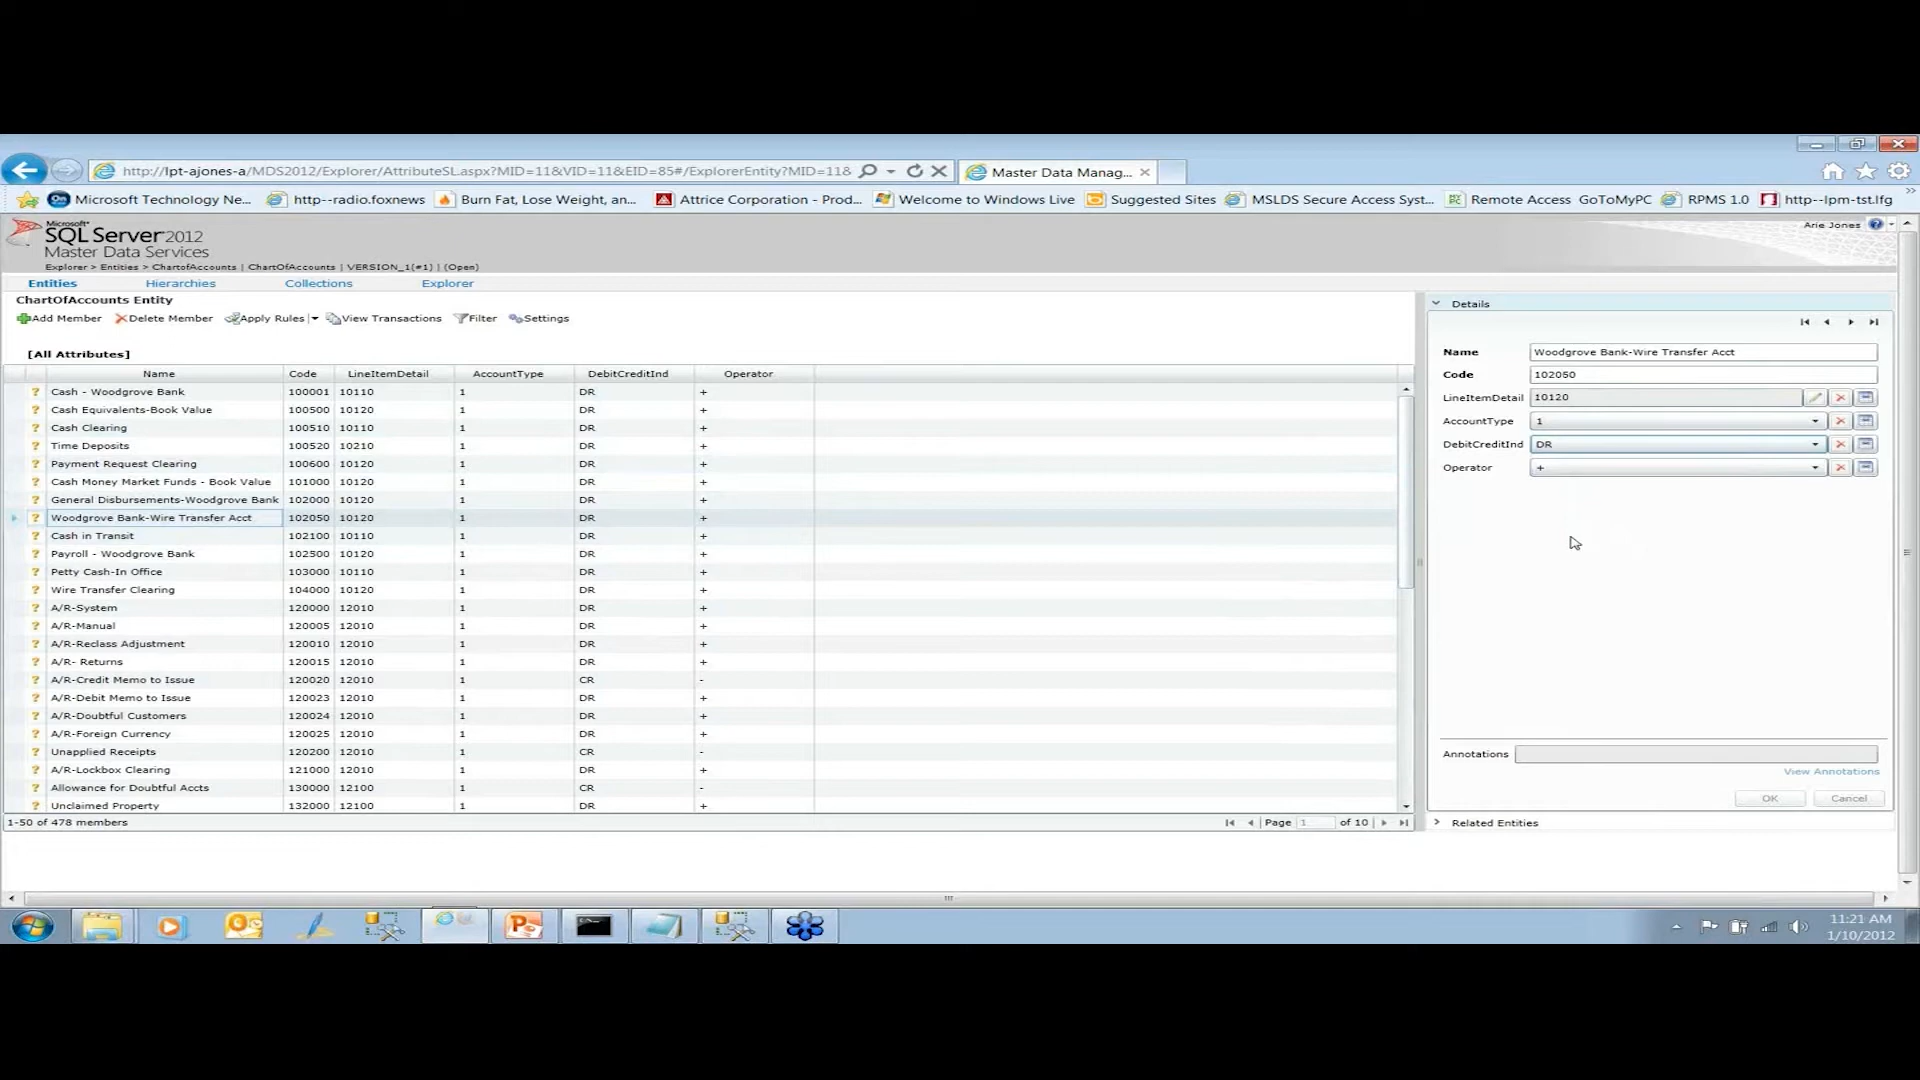 http://lpt-ajones-a/MDS2012/Explorer/AttributeSL.aspx?MID=11&VID=11&EID=85#/ExplorerEntity?MID=11&
Master Data Manag...
Microsoft Technology Ne...
http--radio.foxnews
Burn Fat, Lose Weight, an...
Attrice Corporation - Prod...
Welcome to Windows Live
Suggested Sites
MSLDS Secure Access Syst...
Remote Access GoToMyPC
RPMS 1.0
http--lpm-tst.lfg
Microsoft
SQL Server 2012
Master Data Services
Arie Jones
Explorer > Entities > ChartofAccounts | ChartOfAccounts | VERSION_1(#1) | (Open)
Entities Hierarchies Collections Explorer
ChartOfAccounts Entity
Add Member Delete Member Apply Rules View Transactions Filter Settings
[All Attributes]
Name Code LineItemDetail AccountType DebitCreditInd Operator
? Cash - Woodgrove Bank 100001 10110 1 DR +
? Cash Equivalents-Book Value 100500 10120 1 DR +
? Cash Clearing 100510 10110 1 DR +
? Time Deposits 100520 10210 1 DR +
? Payment Request Clearing 100600 10120 1 DR +
? Cash Money Market Funds - Book Value 101000 10120 1 DR +
? General Disbursements-Woodgrove Bank 102000 10120 1 DR +
? Woodgrove Bank-Wire Transfer Acct 102050 10120 1 DR +
? Cash in Transit 102100 10110 1 DR +
? Payroll - Woodgrove Bank 102500 10120 1 DR +
? Petty Cash-In Office 103000 10110 1 DR +
? Wire Transfer Clearing 104000 10120 1 DR +
? A/R-System 120000 12010 1 DR +
? A/R-Manual 120005 12010 1 DR +
? A/R-Reclass Adjustment 120010 12010 1 DR +
? A/R- Returns 120015 12010 1 DR +
? A/R-Credit Memo to Issue 120020 12010 1 CR -
? A/R-Debit Memo to Issue 120023 12010 1 DR +
? A/R-Doubtful Customers 120024 12010 1 DR +
? A/R-Foreign Currency 120025 12010 1 DR +
? Unapplied Receipts 120200 12010 1 CR -
? A/R-Lockbox Clearing 121000 12010 1 DR +
? Allowance for Doubtful Accts 130000 12100 1 CR -
? Unclaimed Property 132000 12100 1 DR +
1-50 of 478 members
Page 1 of 10
Details
Name Woodgrove Bank-Wire Transfer Acct
Code 102050
LineItemDetail 10120
AccountType 1
DebitCreditInd DR
Operator +
Annotations
View Annotations
OK Cancel
Related Entities
11:21 AM
1/10/2012